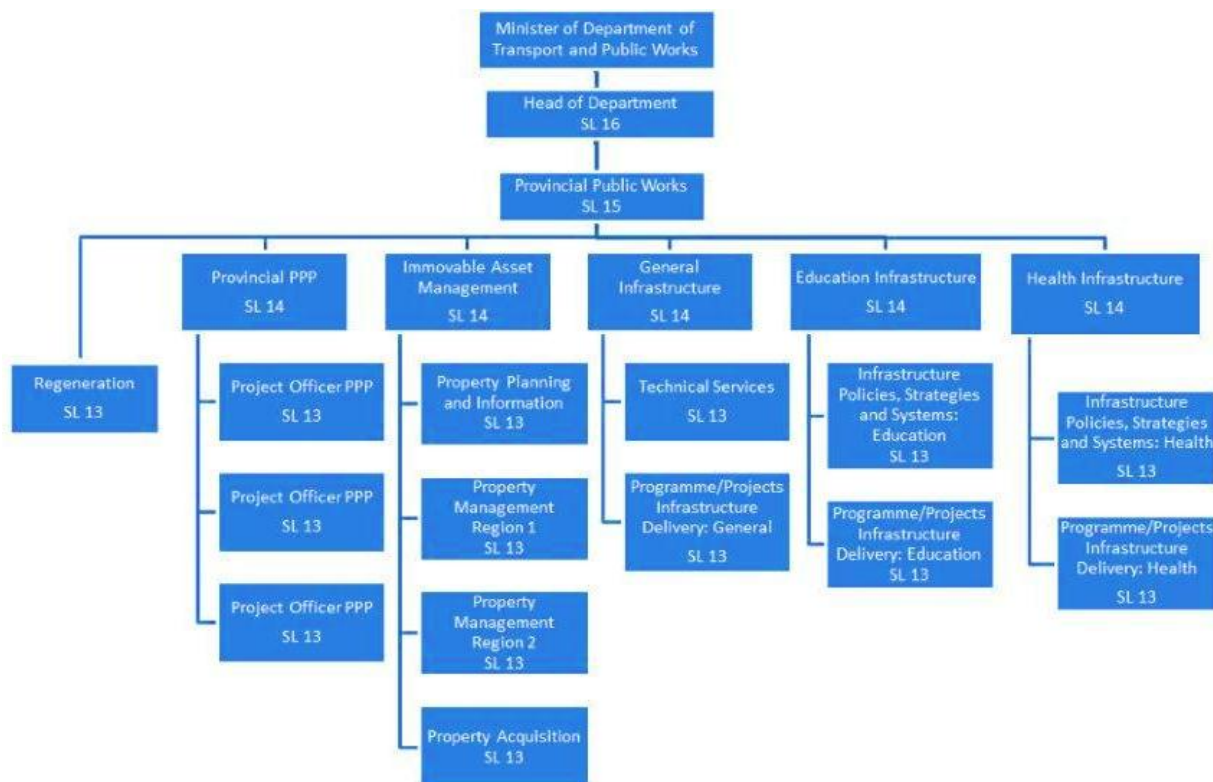 Minister of Department of
Transport and Public Works
Head of Department
SL 16
Provincial Public Works
SL 15
Provincial PPP
SL 14
Immovable Asset
Management
SL 14
General
Infrastructure
SL 14
Education Infrastructure
SL 14
Health Infrastructure
SL 14
Regeneration
SL 13
Project Officer PPP
SL 13
Project Officer PPP
SL 13
Project Officer PPP
SL 13
Property Planning
and Information
SL 13
Property
Management
Region 1
SL 13
Property
Management
Region 2
SL 13
Property Acquisition
SL 13
Technical Services
SL 13
Programme/Projects
Infrastructure
Delivery: General
SL 13
Infrastructure
Policies, Strategies
and Systems:
Education
SL 13
Programme/Projects
Infrastructure
Delivery: Education
SL 13
Infrastructure
Policies, Strategies
and Systems: Health
SL 13
Programme/Projects
Infrastructure
Delivery: Health
SL 13